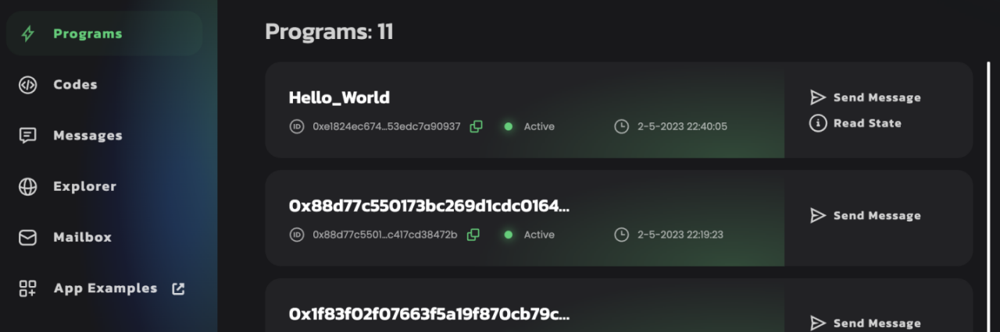 Programs
Codes
Messages
Explorer
Mailbox
App Examples
Programs: 11
Hello_World
ID 0xe1824ec674...53edc7a90937 Active 2-5-2023 22:40:05
Send Message
Read State
0x88d77c550173bc269d1cdc0164...
ID 0x88d77c5501...c417cd38472b Active 2-5-2023 22:19:23
Send Message
0x1f83f02f07663f5a19f870cb79c...
Send Message